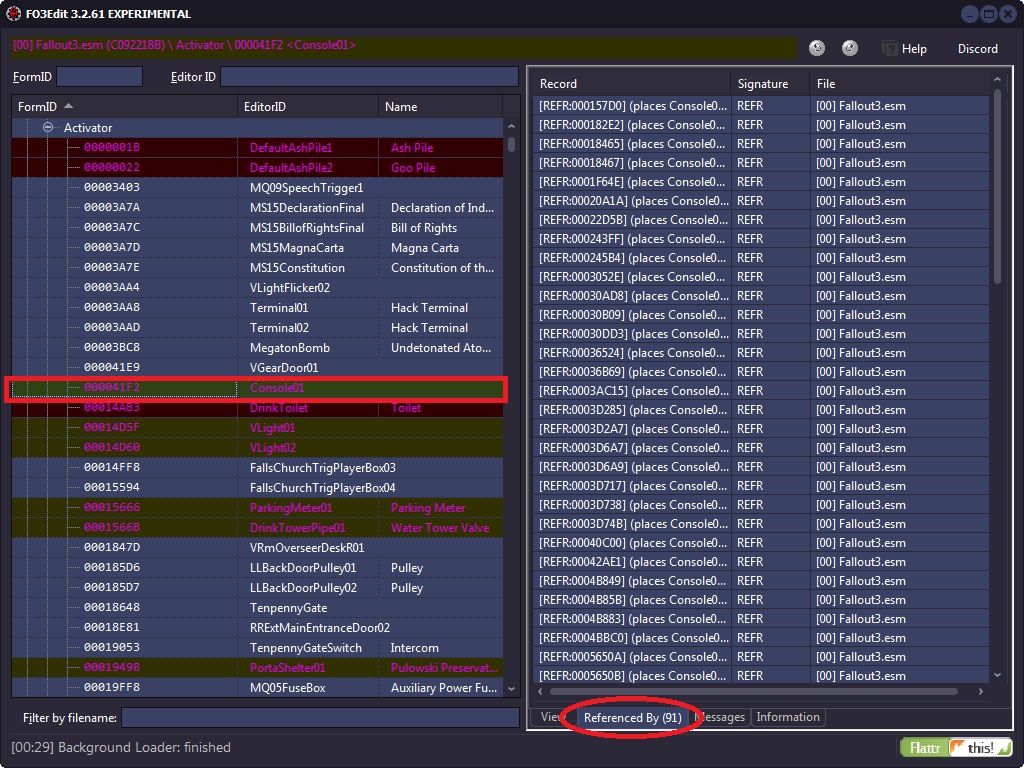 FO3Edit 3.2.61 EXPERIMENTAL
[00] Fallout3.esm (C092218B) \ Activator \ 000041F2 <Console01>
Help
Discord
FormID
Editor ID
FormID EditorID Name
Activator
0000001B DefaultAshPile1 Ash Pile
00000022 DefaultAshPile2 Goo Pile
00003403 MQ09SpeechTrigger1
00003A7A MS15DeclarationFinal Declaration of Ind...
00003A7C MS15BillofRightsFinal Bill of Rights
00003A7D MS15MagnaCarta Magna Carta
00003A7E MS15Constitution Constitution of th...
00003AA4 VLightFlicker02
00003AA8 Terminal01 Hack Terminal
00003AAD Terminal02 Hack Terminal
00003BC8 MegatonBomb Undetonated Ato...
000041E9 VGearDoor01
000041F2 Console01
00014AB3 DrinkToilet Toilet
00014D5F VLight01
00014D60 VLight02
00014FF8 FallsChurchTrigPlayerBox03
00015594 FallsChurchTrigPlayerBox04
00015666 ParkingMeter01 Parking Meter
0001566B DrinkTowerPipe01 Water Tower Valve
0001847D VRmOverseerDeskR01
000185D6 LLBackDoorPulley01 Pulley
000185D7 LLBackDoorPulley02 Pulley
00018648 TenpennyGate
00018E81 RRExtMainEntranceDoor02
00019053 TenpennyGateSwitch Intercom
00019498 PortaShelter01 Pulowski Preservat...
00019FF8 MQ05FuseBox Auxiliary Power Fu...
Filter by filename:
[00:29] Background Loader: finished
Record Signature File
[REFR:000157D0] (places Console0... REFR [00] Fallout3.esm
[REFR:000182E2] (places Console0... REFR [00] Fallout3.esm
[REFR:00018465] (places Console0... REFR [00] Fallout3.esm
[REFR:00018467] (places Console0... REFR [00] Fallout3.esm
[REFR:0001F64E] (places Console0... REFR [00] Fallout3.esm
[REFR:00020A1A] (places Console0... REFR [00] Fallout3.esm
[REFR:00022D5B] (places Console0... REFR [00] Fallout3.esm
[REFR:000243FF] (places Console0... REFR [00] Fallout3.esm
[REFR:000245B4] (places Console0... REFR [00] Fallout3.esm
[REFR:0003052E] (places Console0... REFR [00] Fallout3.esm
[REFR:00030AD8] (places Console0... REFR [00] Fallout3.esm
[REFR:00030B09] (places Console0... REFR [00] Fallout3.esm
[REFR:00030DD3] (places Console0... REFR [00] Fallout3.esm
[REFR:00036524] (places Console0... REFR [00] Fallout3.esm
[REFR:00036B69] (places Console0... REFR [00] Fallout3.esm
[REFR:0003AC15] (places Console0... REFR [00] Fallout3.esm
[REFR:0003D285] (places Console0... REFR [00] Fallout3.esm
[REFR:0003D2A7] (places Console0... REFR [00] Fallout3.esm
[REFR:0003D6A7] (places Console0... REFR [00] Fallout3.esm
[REFR:0003D6A9] (places Console0... REFR [00] Fallout3.esm
[REFR:0003D717] (places Console0... REFR [00] Fallout3.esm
[REFR:0003D738] (places Console0... REFR [00] Fallout3.esm
[REFR:0003D74B] (places Console0... REFR [00] Fallout3.esm
[REFR:00040C00] (places Console0... REFR [00] Fallout3.esm
[REFR:00042AE1] (places Console0... REFR [00] Fallout3.esm
[REFR:0004B849] (places Console0... REFR [00] Fallout3.esm
[REFR:0004B85B] (places Console0... REFR [00] Fallout3.esm
[REFR:0004B883] (places Console0... REFR [00] Fallout3.esm
[REFR:0004BBC0] (places Console0... REFR [00] Fallout3.esm
[REFR:0005650A] (places Console0... REFR [00] Fallout3.esm
[REFR:0005650B] (places Console0... REFR [00] Fallout3.esm
View Referenced By (91) Messages Information
Flattr this!